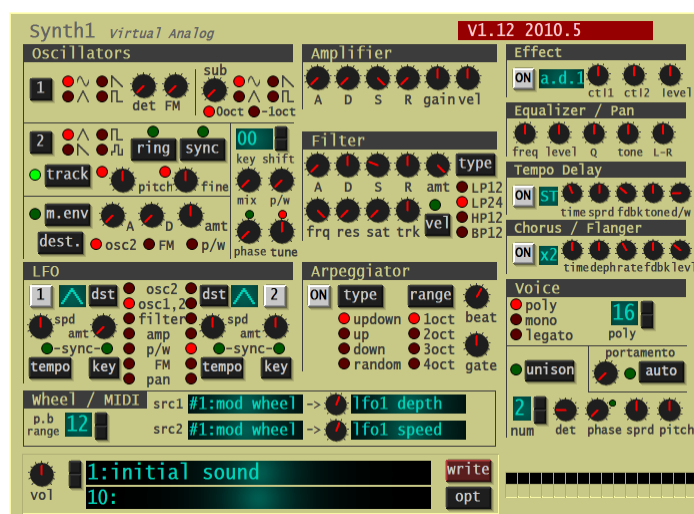 Synth1 Virtual Analog V1.12 2010.5
Oscillators
1
det FM
sub
0oct -1oct
2
ring sync
track
pitch fine
00
key shift
mix p/w
phase tune
m.env
A D amt
dest.
osc2 FM p/w
Amplifier
A D S R gain vel
Filter
A D S R amt
type
LP12
LP24
HP12
BP12
frq res sat trk
vel
Effect
ON a.d.1
ctl1 ctl2 level
Equalizer / Pan
freq level Q tone L-R
Tempo Delay
ON ST
time sprd fdbk tone d/w
Chorus / Flanger
ON x2
time deph rate fdbk levl
LFO
1 dst
spd amt
sync
tempo key
osc2
osc1,2
filter
amp
p/w
FM
pan
dst 2
spd amt
sync
tempo key
Arpeggiator
ON type range
beat
updown 1oct
up 2oct
down 3oct
random 4oct
gate
Voice
poly
mono
legato
16
poly
unison
portamento
auto
2
num det phase sprd pitch
Wheel / MIDI
p.b
range 12
src1 #1:mod wheel -> lfo1 depth
src2 #1:mod wheel -> lfo1 speed
vol
1:initial sound
10:
write
opt